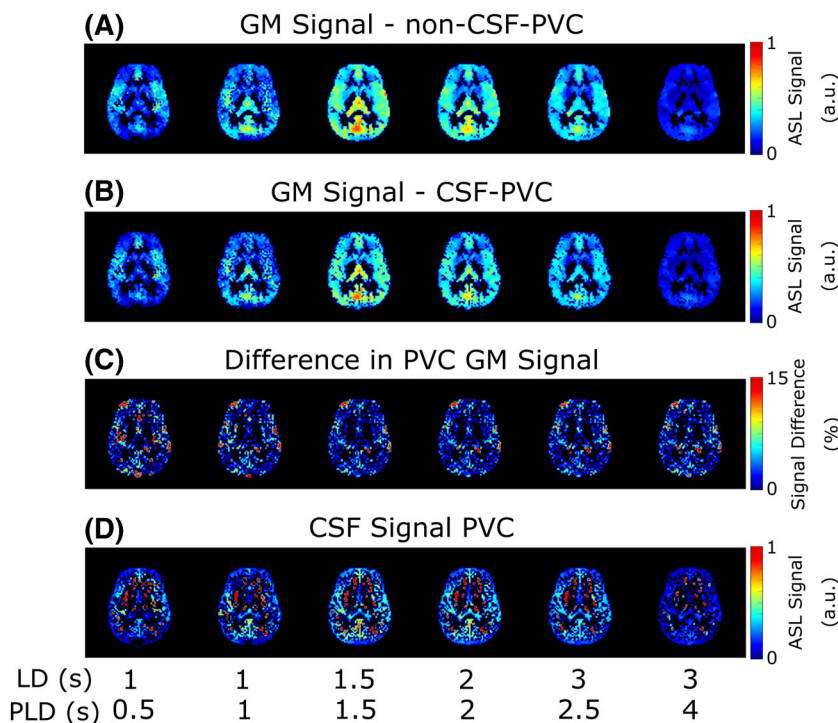 (A) GM Signal - non-CSF-PVC
1
0
ASL Signal
(a.u.)
(B) GM Signal - CSF-PVC
1
0
ASL Signal
(a.u.)
(C) Difference in PVC GM Signal
15
0
Signal Difference
(%)
(D) CSF Signal PVC
1
0
ASL Signal
(a.u.)
LD (s) 1 1 1.5 2 3 3
PLD (s) 0.5 1 1.5 2 2.5 4